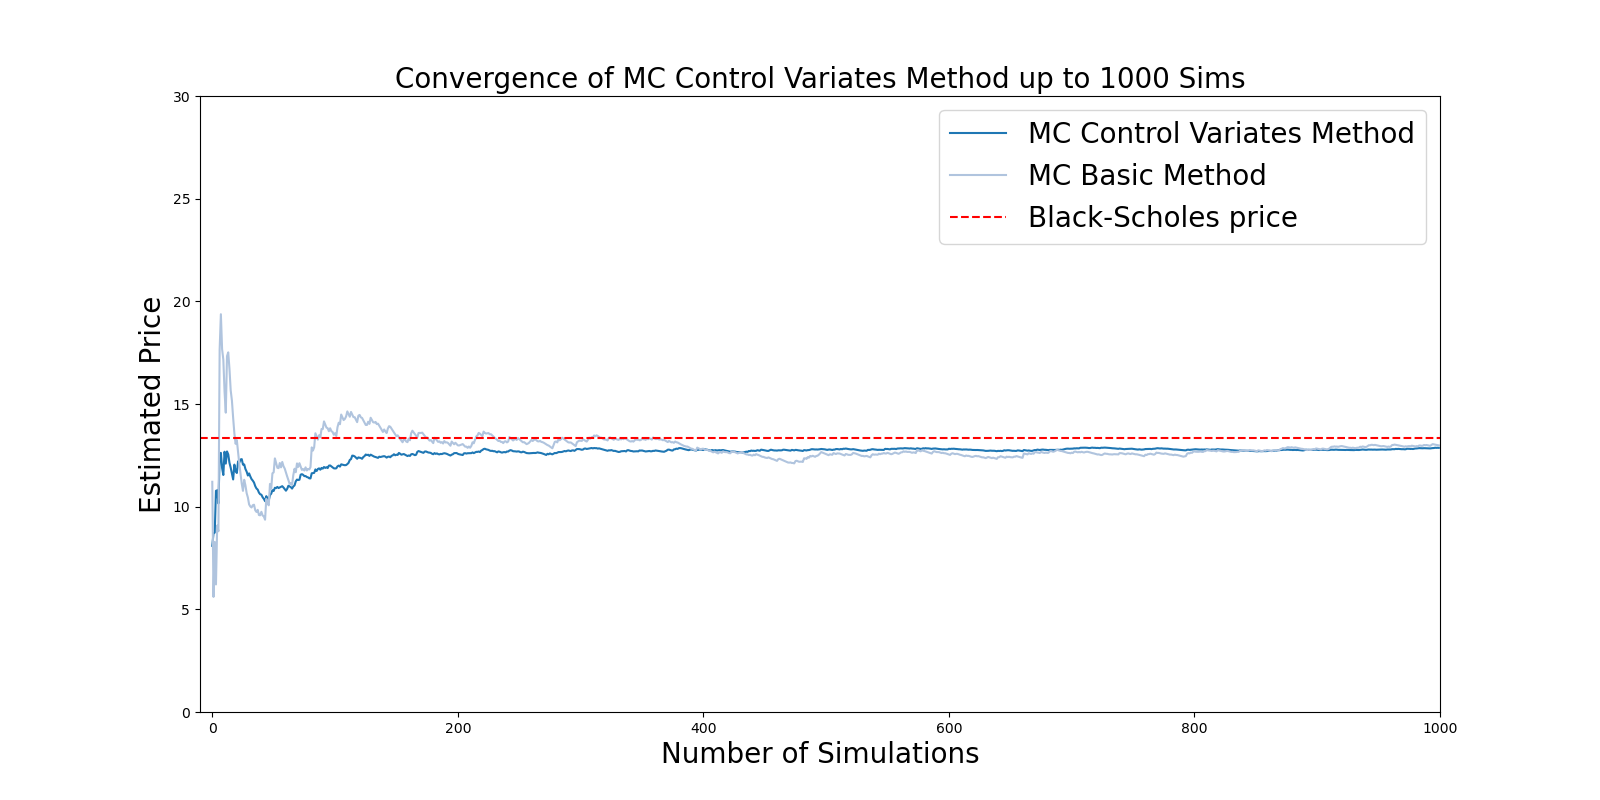 Convergence of MC Control Variates Method up to 1000 Sims
MC Control Variates Method
MC Basic Method
Black-Scholes price
Estimated Price
30
25
20
15
10
5
0
0 200 400 600 800 1000
Number of Simulations